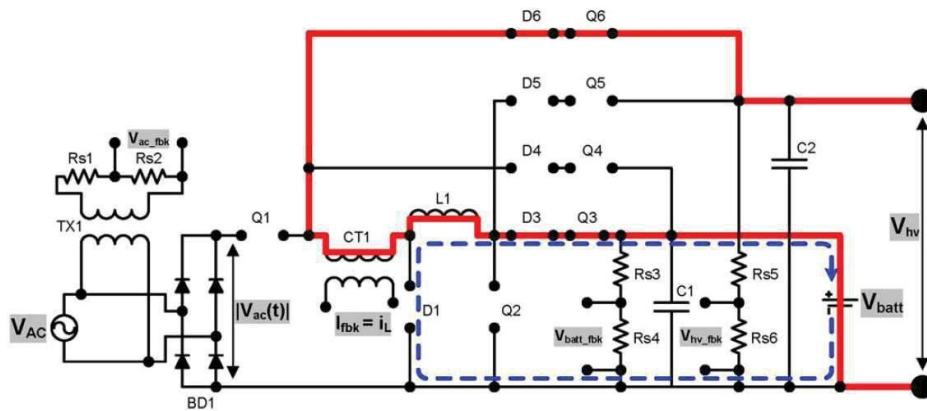 D6 Q6
D5 Q5
Vac_fbk
Rs1 Rs2
D4 Q4
C2
TX1
Q1
L1
D3 Q3
CT1
Vhv
Rs3
Rs5
|Vac(t)|
Ifbk = iL
D1
Q2
C1
+
-
Vbatt
VAC
Vbatt_fbk
Rs4
Vhv_fbk
Rs6
BD1